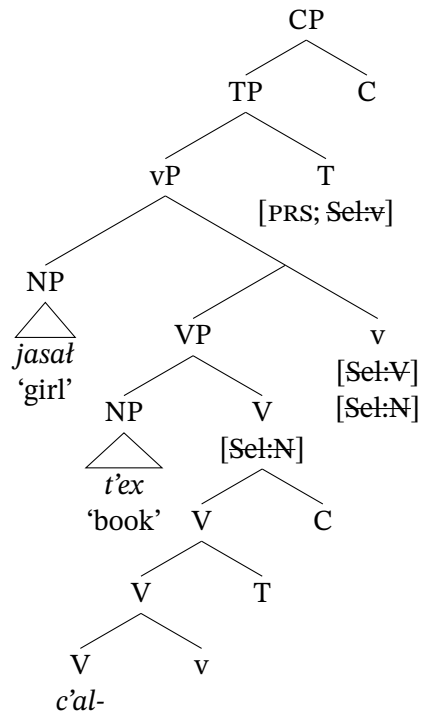 CP
TP C
vP T
[PRS; Sel:v]
NP
jasał VP v
‘girl’ [Sel:V]
NP V [Sel:N]
[Sel:N]
t’ex
‘book’ V C
V T
V v
c’al-